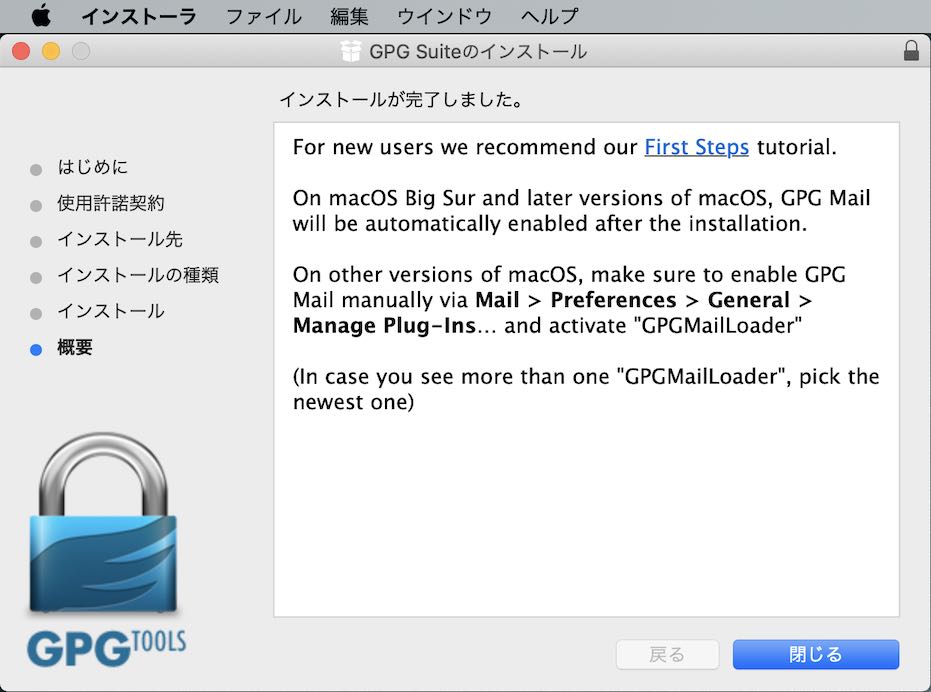 インストーラ ファイル 編集 ウインドウ ヘルプ
GPG Suiteのインストール
インストールが完了しました。
はじめに
使用許諾契約
インストール先
インストールの種類
インストール
概要
For new users we recommend our First Steps tutorial.
On macOS Big Sur and later versions of macOS, GPG Mail
will be automatically enabled after the installation.
On other versions of macOS, make sure to enable GPG
Mail manually via Mail > Preferences > General >
Manage Plug-Ins… and activate "GPGMailLoader"
(In case you see more than one "GPGMailLoader", pick the
newest one)
GPGTOOLS
戻る
閉じる